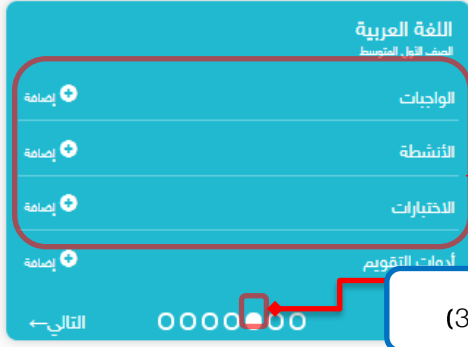 اللغة العربية
الصف الأول المتوسط
الواجبات إضافة
الأنشطة إضافة
الاختبارات إضافة
أدوات التقويم إضافة
التالي←
(3